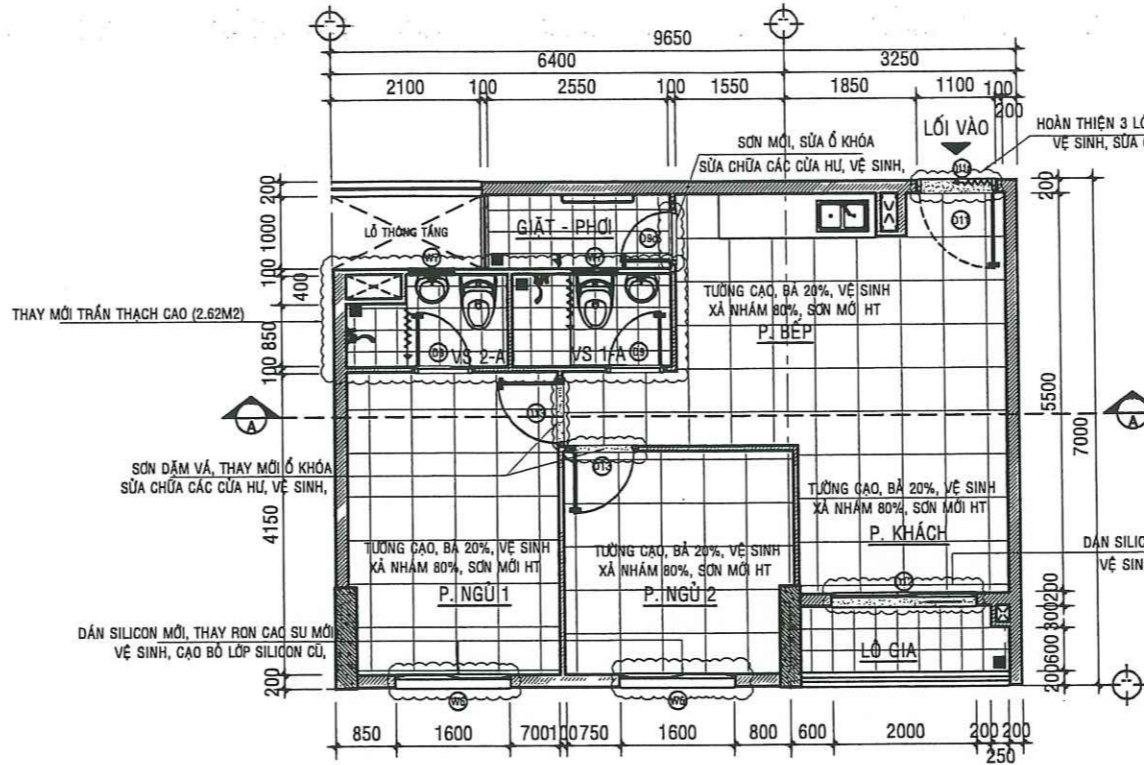 9650
6400 3250
2100 100 2550 100 1550 1850 1100 100
200
LỐI VÀO
HOÀN THIỆN 3 LỚ
VỆ SINH, SỬA
SƠN MỚI, SỬA Ổ KHÓA
SỬA CHỮA CÁC CỬA HƯ, VỆ SINH,
D11
200
1000
100
400
850
100
4150
200
LỖ THÔNG TẦNG
GIẶT - PHƠI
D11
THAY MỚI TRẦN THẠCH CAO (2.62M2)
TƯỜNG CẠO, BẢ 20%, VỆ SINH
XẢ NHÁM 80%, SƠN MỚI HT
P. BẾP
D9
VS 2-A
VS 1-A
D9
A
A
D13
SƠN DẶM VÁ, THAY MỚI Ổ KHÓA
SỬA CHỮA CÁC CỬA HƯ, VỆ SINH,
TƯỜNG CẠO, BẢ 20%, VỆ SINH
XẢ NHÁM 80%, SƠN MỚI HT
P. KHÁCH
TƯỜNG CẠO, BẢ 20%, VỆ SINH
XẢ NHÁM 80%, SƠN MỚI HT
P. NGỦ 1
TƯỜNG CẠO, BẢ 20%, VỆ SINH
XẢ NHÁM 80%, SƠN MỚI HT
P. NGỦ 2
DÁN SILIC
VỆ SIN
DÁN SILICON MỚI, THAY RON CAO SU MỚI
VỆ SINH, CẠO BỎ LỚP SILICON CŨ,
LÔ GIA
W6
W6
200
5500
7000
200
300
600
200
850 1600 700 100 750 1600 800 600 2000 200 200
250